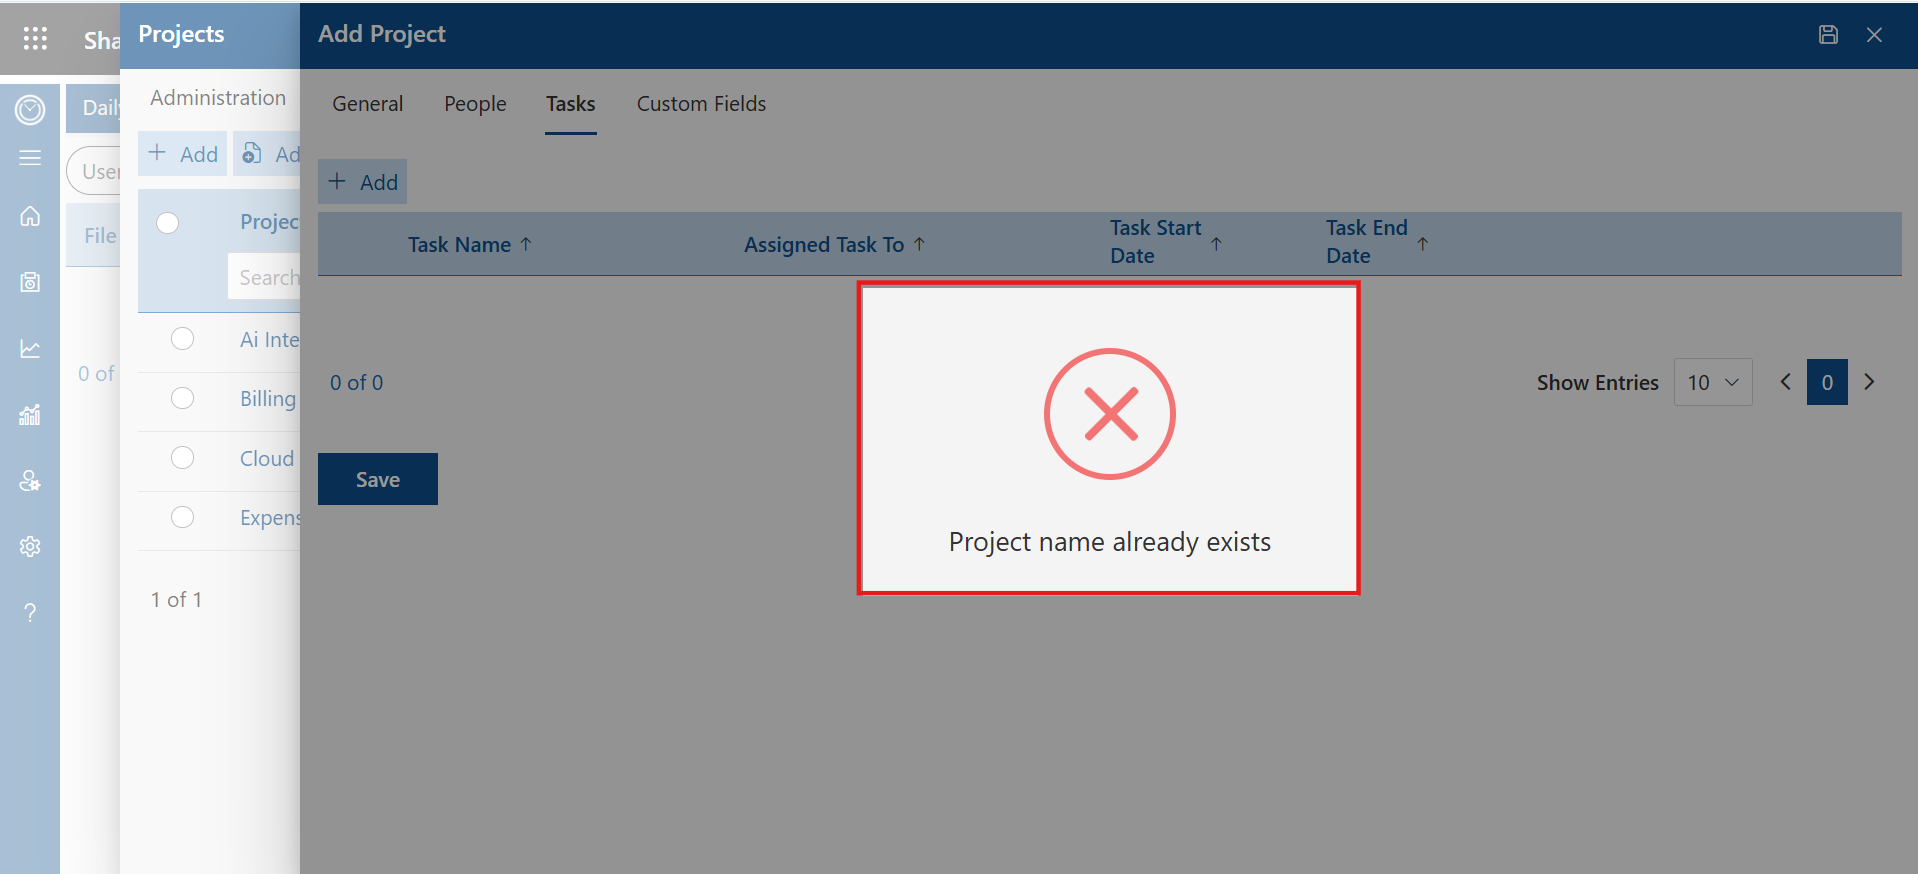 Sha
Projects
Add Project
Daily
Administration
General People Tasks Custom Fields
Add
Ad
User
Add
File
Projec
Task Name ↑
Assigned Task To ↑
Task Start
Date ↑
Task End
Date ↑
Search
Ai Inte
0 of
0 of 0
Show Entries 10 < 0 >
Billing
Cloud
Save
Expens
Project name already exists
1 of 1
?